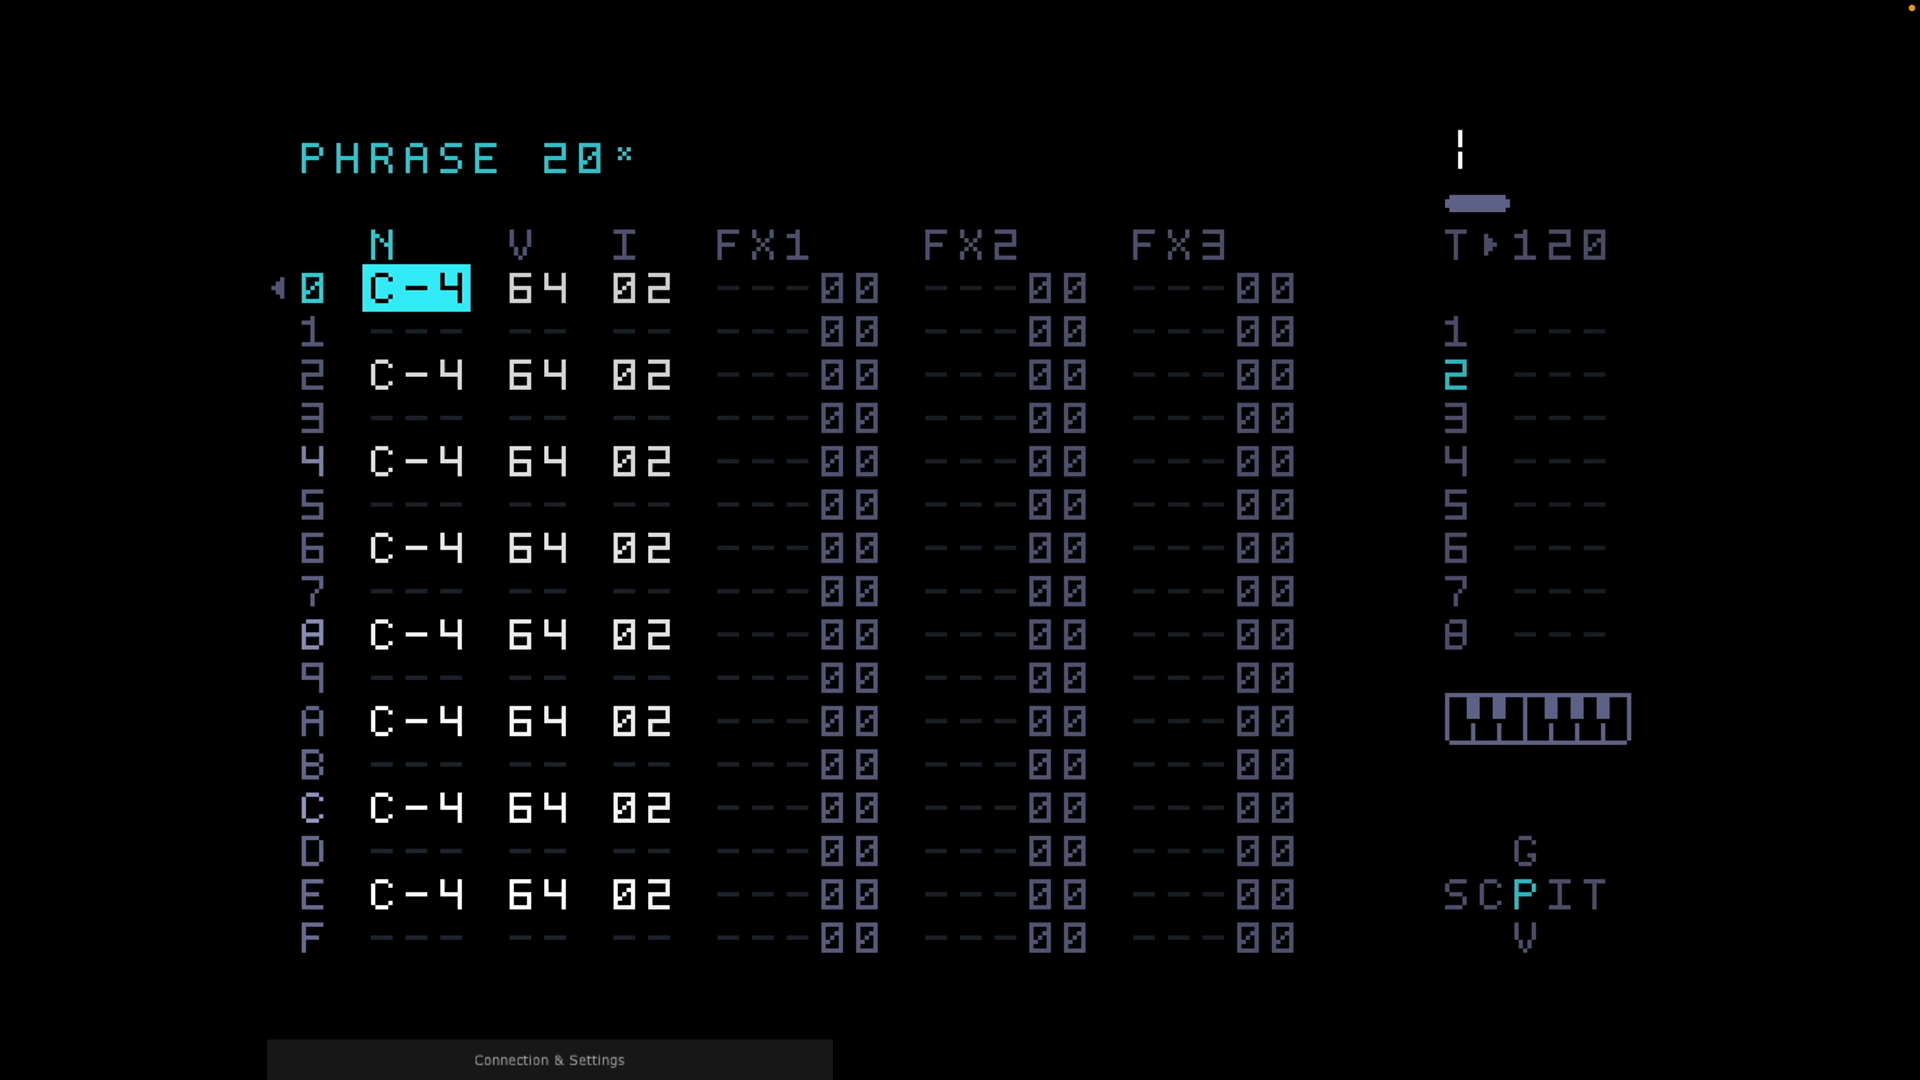 PHRASE 20*
N V I FX1 FX2 FX3 T▸120
0 C-4 64 02 ---00 ---00 ---00
1 --- -- -- ---00 ---00 ---00 1 ---
2 C-4 64 02 ---00 ---00 ---00 2 ---
3 --- -- -- ---00 ---00 ---00 3 ---
4 C-4 64 02 ---00 ---00 ---00 4 ---
5 --- -- -- ---00 ---00 ---00 5 ---
6 C-4 64 02 ---00 ---00 ---00 6 ---
7 --- -- -- ---00 ---00 ---00 7 ---
8 C-4 64 02 ---00 ---00 ---00 8 ---
9 --- -- -- ---00 ---00 ---00
A C-4 64 02 ---00 ---00 ---00
B --- -- -- ---00 ---00 ---00
C C-4 64 02 ---00 ---00 ---00
D --- -- -- ---00 ---00 ---00 G
E C-4 64 02 ---00 ---00 ---00 SCPIT
F --- -- -- ---00 ---00 ---00 V
Connection & Settings